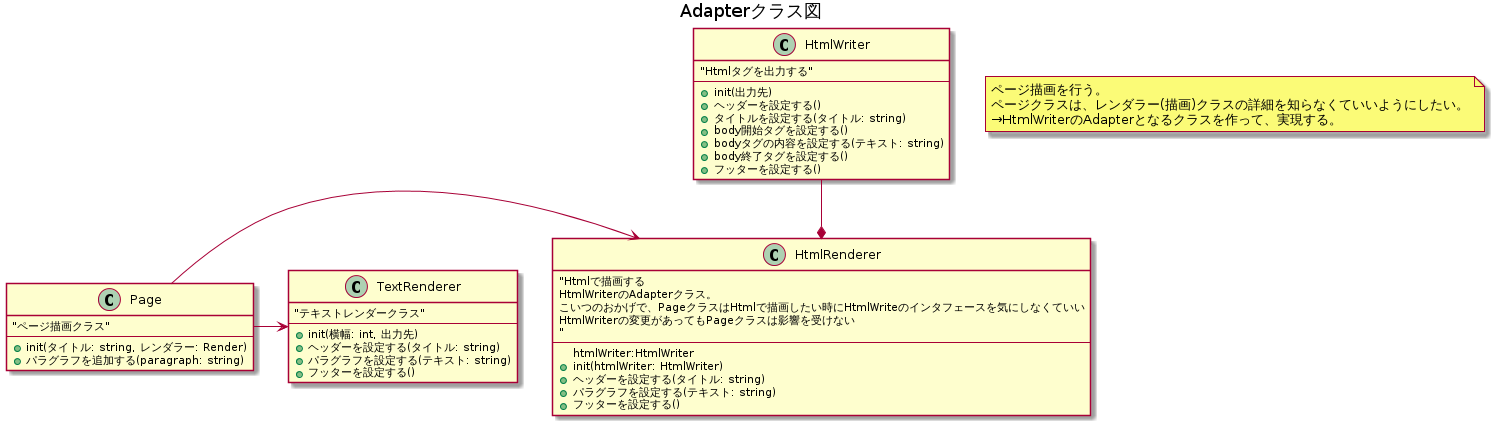 Adapterクラス図
C HtmlWriter
"Htmlタグを出力する"
init(出力先)
ヘッダーを設定する()
タイトルを設定する(タイトル: string)
body開始タグを設定する()
bodyタグの内容を設定する(テキスト: string)
body終了タグを設定する()
フッターを設定する()
ページ描画を行う。
ページクラスは、レンダラー(描画)クラスの詳細を知らなくていいようにしたい。
→HtmlWriterのAdapterとなるクラスを作って、実現する。
C Page
"ページ描画クラス"
init(タイトル: string, レンダラー: Render)
パラグラフを追加する(paragraph: string)
C TextRenderer
"テキストレンダークラス"
init(横幅: int, 出力先)
ヘッダーを設定する(タイトル: string)
パラグラフを設定する(テキスト: string)
フッターを設定する()
C HtmlRenderer
"Htmlで描画する
HtmlWriterのAdapterクラス。
こいつのおかげで、PageクラスはHtmlで描画したい時にHtmlWriteのインタフェースを気にしなくていい
HtmlWriterの変更があってもPageクラスは影響を受けない
"
htmlWriter:HtmlWriter
init(htmlWriter: HtmlWriter)
ヘッダーを設定する(タイトル: string)
パラグラフを設定する(テキスト: string)
フッターを設定する()